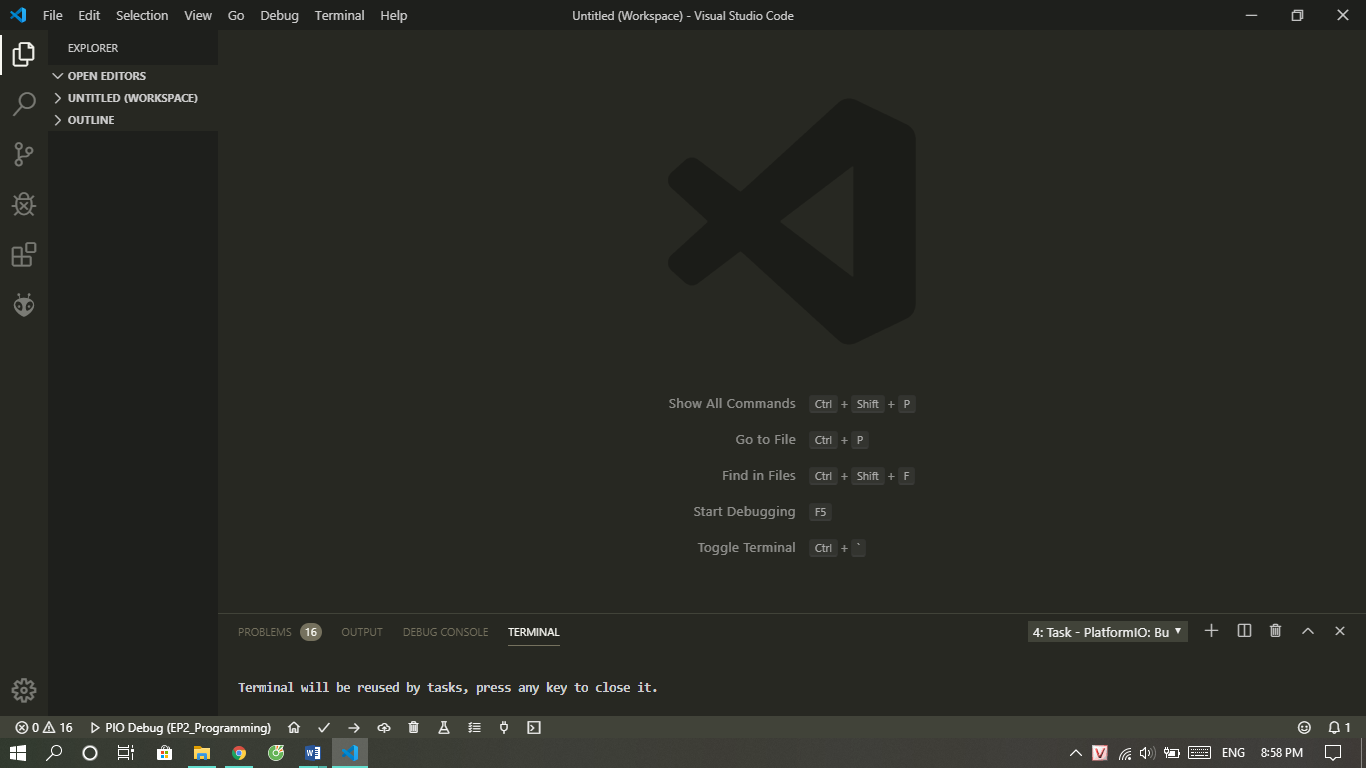 File Edit Selection View Go Debug Terminal Help Untitled (Workspace) - Visual Studio Code
EXPLORER
OPEN EDITORS
UNTITLED (WORKSPACE)
OUTLINE
Show All Commands Ctrl + Shift + P
Go to File Ctrl + P
Find in Files Ctrl + Shift + F
Start Debugging F5
Toggle Terminal Ctrl + `
PROBLEMS 16 OUTPUT DEBUG CONSOLE TERMINAL 4: Task - PlatformIO: Bu
Terminal will be reused by tasks, press any key to close it.
0 16 PIO Debug (EP2_Programming) 1
V ENG 8:58 PM